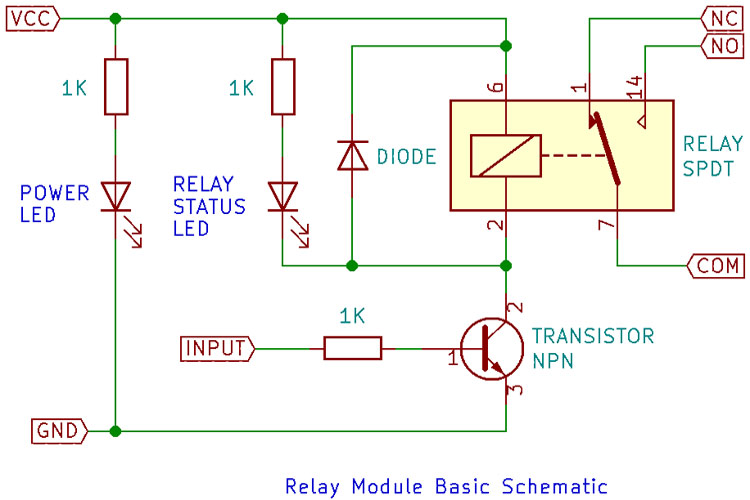 VCC
NC
NO
1K
1K
6
1
14
DIODE
RELAY
SPDT
POWER
LED
RELAY
STATUS
LED
2
7
COM
1K
INPUT
1
2
3
TRANSISTOR
NPN
GND
Relay Module Basic Schematic